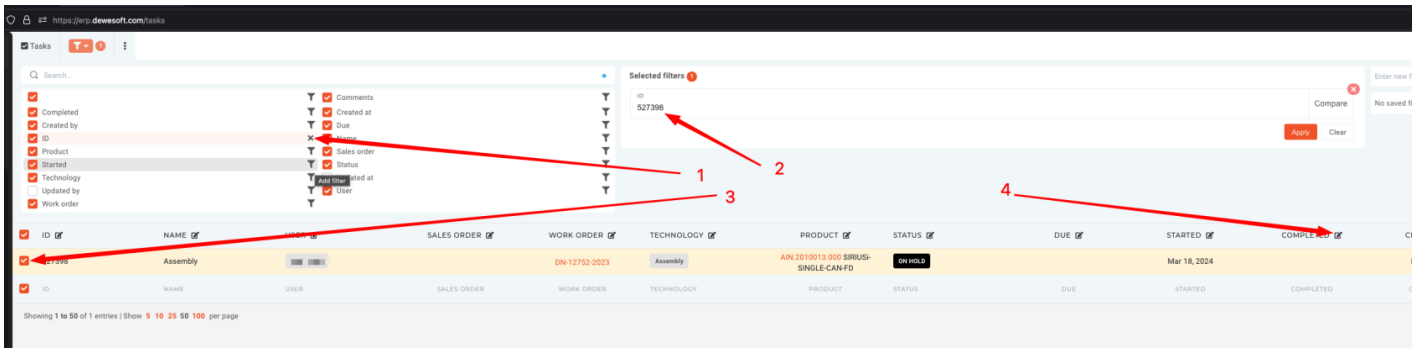 https://erp.dewesoft.com/tasks
Tasks 1
Search...
Selected filters 1
Enter new f
Comments
ID
527398
Compare
No saved fi
Completed Created at
Created by Due
ID Name
Apply Clear
Product Sales order
Started Status
1
2
Technology ated at
Add filter
Updated by User
3
4
Work order
ID NAME USER SALES ORDER WORK ORDER TECHNOLOGY PRODUCT STATUS DUE STARTED COMPLETED
527398 Assembly DN-12752-2023 Assembly AIN.2010013.000 SIRIUSi-SINGLE-CAN-FD ON HOLD Mar 18, 2024
ID NAME USER SALES ORDER WORK ORDER TECHNOLOGY PRODUCT STATUS DUE STARTED COMPLETED
Showing 1 to 50 of 1 entries | Show 5 10 25 50 100 per page